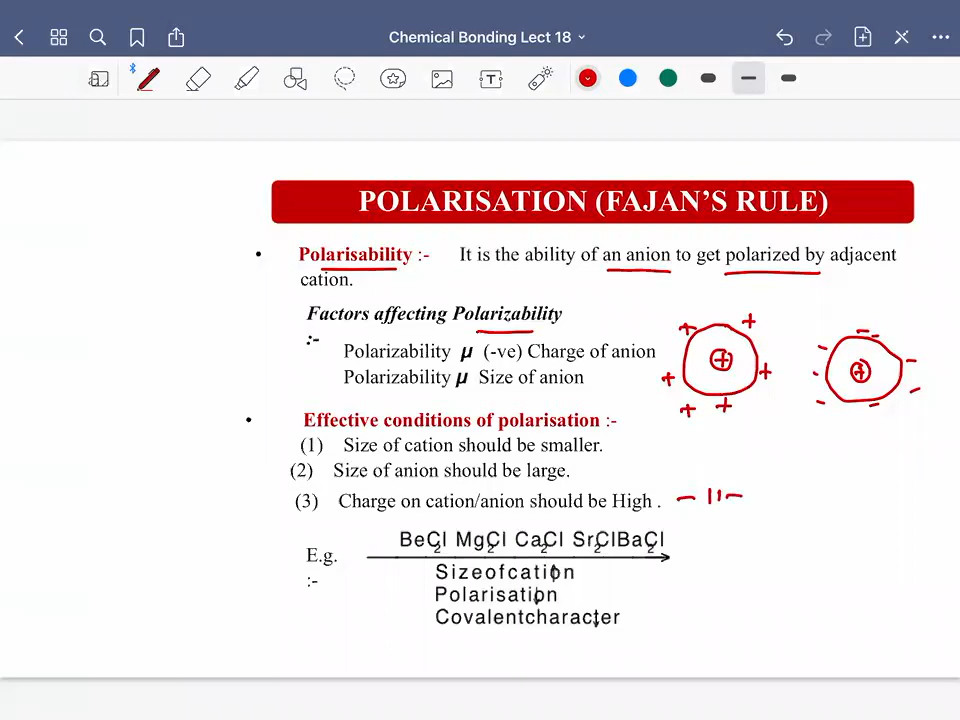 Chemical Bonding Lect 18
POLARISATION (FAJAN'S RULE)
• Polarisability :- It is the ability of an anion to get polarized by adjacent
cation.
Factors affecting Polarizability
:-
Polarizability µ (-ve) Charge of anion
Polarizability µ Size of anion
• Effective conditions of polarisation :-
(1) Size of cation should be smaller.
(2) Size of anion should be large.
(3) Charge on cation/anion should be High . – 11 –
E.g.
:-
BeCl2 MgCl2 CaCl2 SrCl2 BaCl2
Sizeofcation ↑
Polarisation ↓
Covalentcharacter ↓